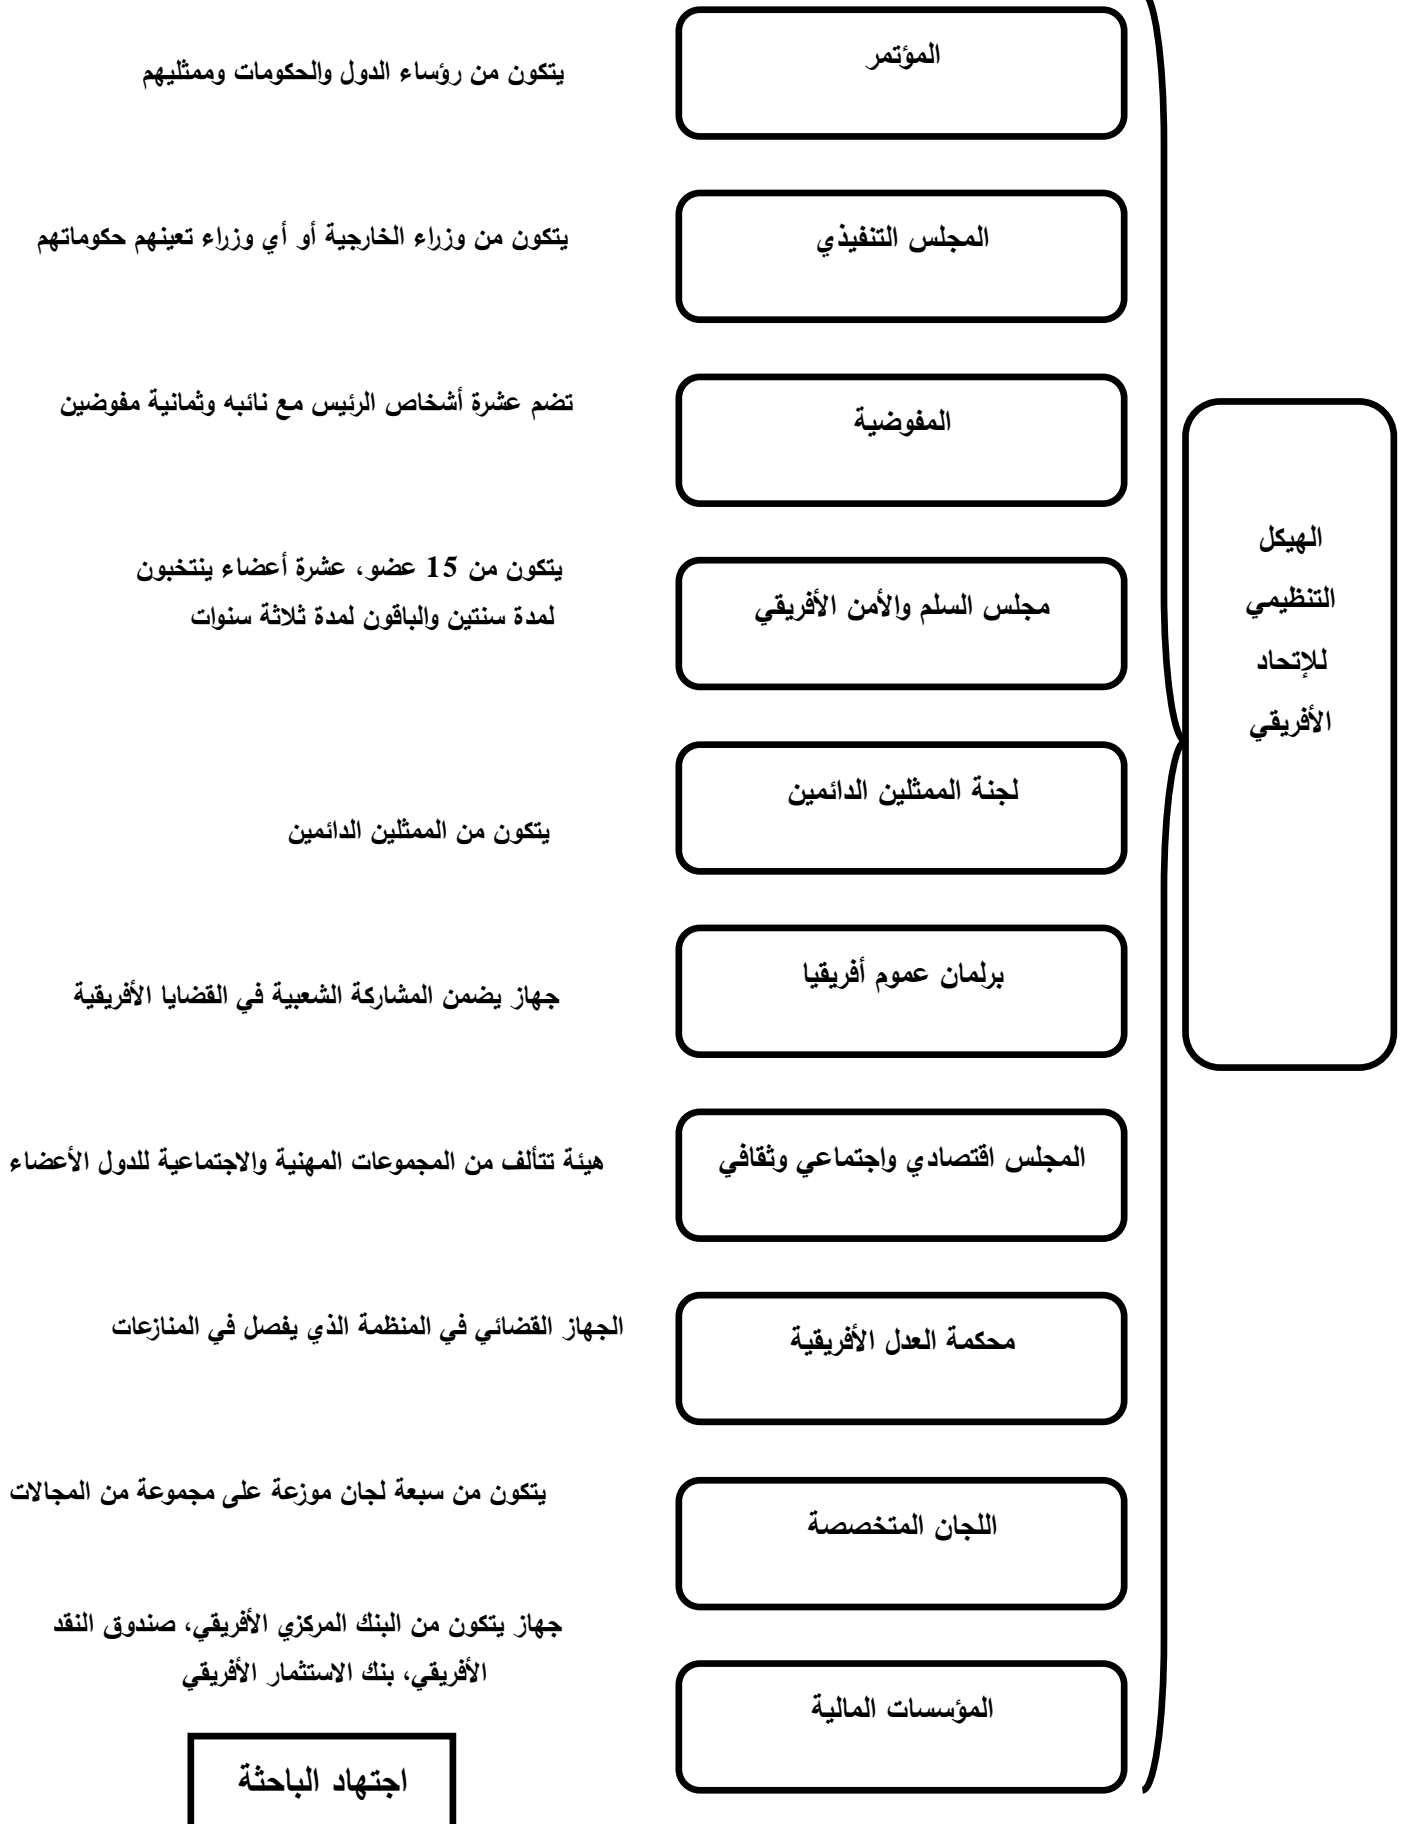 الهيكل
التنظيمي
للإتحاد
الأفريقي
المؤتمر
يتكون من رؤساء الدول والحكومات وممثليهم
المجلس التنفيذي
يتكون من وزراء الخارجية أو أي وزراء تعينهم حكوماتهم
المفوضية
تضم عشرة أشخاص الرئيس مع نائبه وثمانية مفوضين
مجلس السلم والأمن الأفريقي
يتكون من 15 عضو، عشرة أعضاء ينتخبون
لمدة سنتين والباقون لمدة ثلاثة سنوات
لجنة الممثلين الدائمين
يتكون من الممثلين الدائمين
برلمان عموم أفريقيا
جهاز يضمن المشاركة الشعبية في القضايا الأفريقية
المجلس اقتصادي واجتماعي وثقافي
هيئة تتألف من المجموعات المهنية والاجتماعية للدول الأعضاء
محكمة العدل الأفريقية
الجهاز القضائي في المنظمة الذي يفصل في المنازعات
اللجان المتخصصة
يتكون من سبعة لجان موزعة على مجموعة من المجالات
المؤسسات المالية
جهاز يتكون من البنك المركزي الأفريقي، صندوق النقد
الأفريقي، بنك الاستثمار الأفريقي
اجتهاد الباحثة